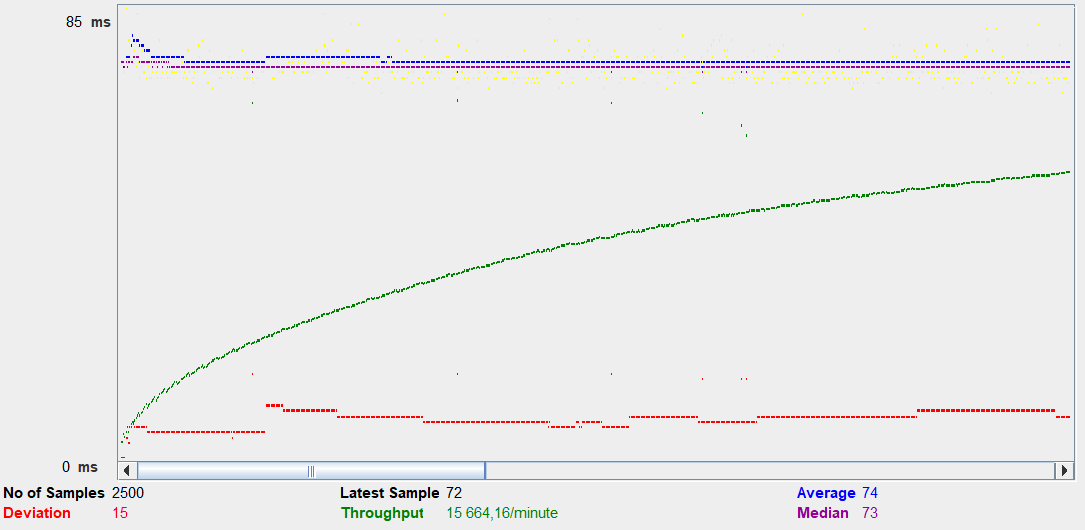 85 ms
0 ms
No of Samples 2500 Latest Sample 72 Average 74
Deviation 15 Throughput 15 664,16/minute Median 73